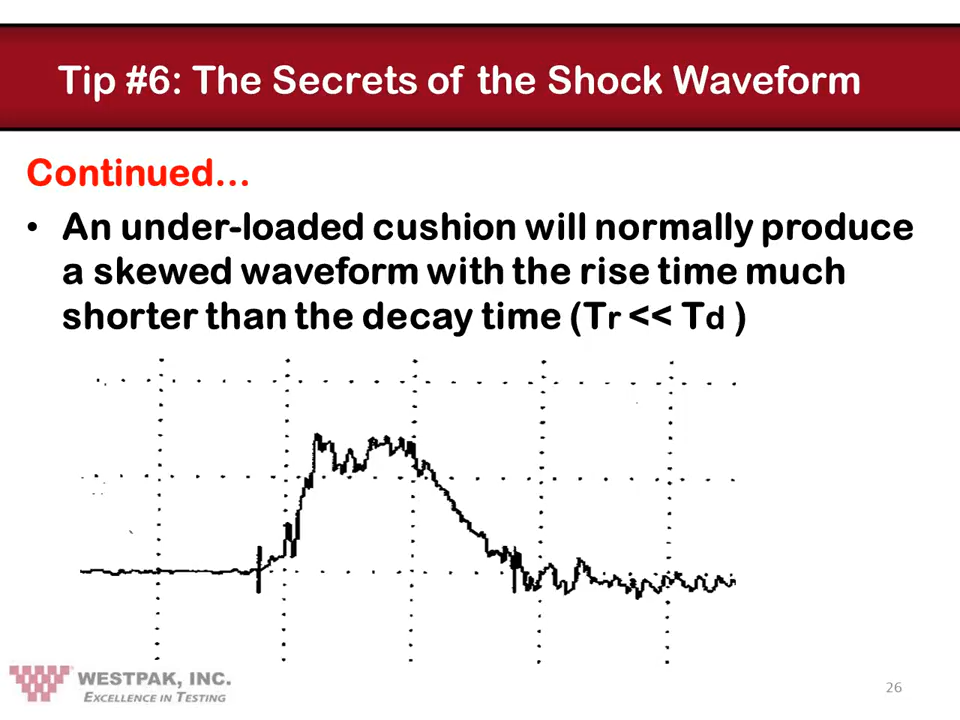 Tip #6: The Secrets of the Shock Waveform
Continued...
• An under-loaded cushion will normally produce
a skewed waveform with the rise time much
shorter than the decay time (Tr << Td )
WESTPAK, INC.
EXCELLENCE IN TESTING
26